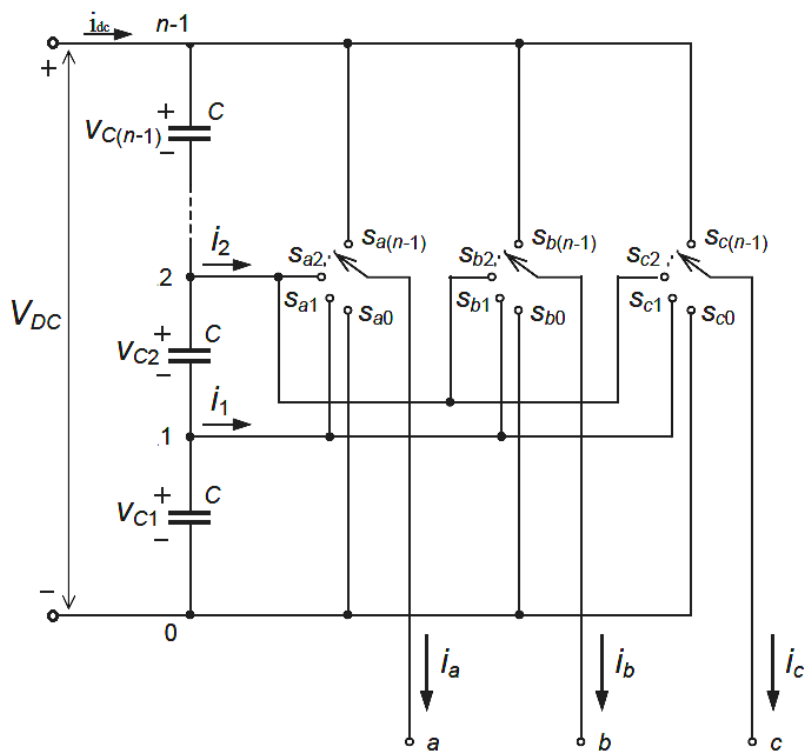 i_dc n-1
+
+ C
V_C(n-1)
−
i_2 s_a2 s_a(n-1) s_b2 s_b(n-1) s_c2 s_c(n-1)
2 s_a1 s_a0 s_b1 s_b0 s_c1 s_c0
V_DC
+ C
V_C2
−
i_1
1
+ C
V_C1
−
−
0
i_a i_b i_c
a b c